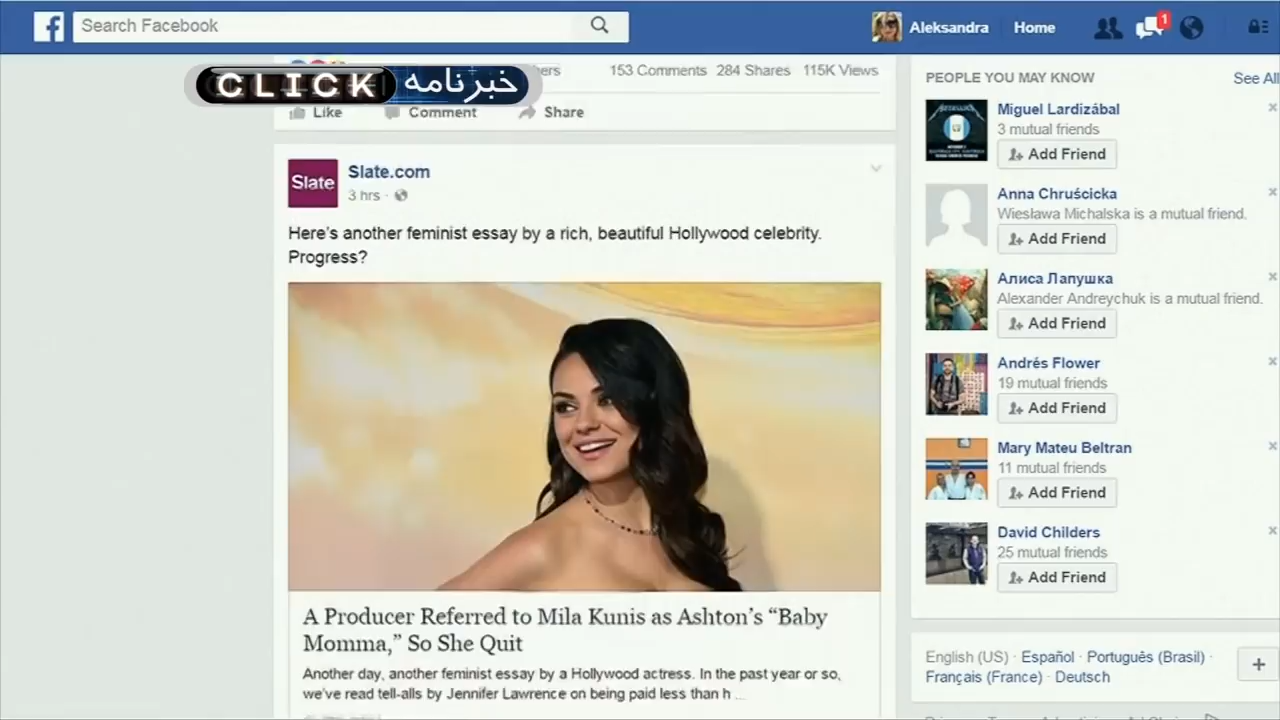 Search Facebook
Aleksandra
Home
1
153 Comments 284 Shares 115K Views
CLICK خبرنامه
Like Comment Share
Slate
Slate.com
3 hrs ·
Here's another feminist essay by a rich, beautiful Hollywood celebrity.
Progress?
A Producer Referred to Mila Kunis as Ashton's “Baby
Momma,” So She Quit
Another day, another feminist essay by a Hollywood actress. In the past year or so,
we've read tell-alls by Jennifer Lawrence on being paid less than h ...
PEOPLE YOU MAY KNOW
See All
Miguel Lardizábal
3 mutual friends
Add Friend
Anna Chruścicka
Wiesława Michalska is a mutual friend.
Add Friend
Алиса Лапушка
Alexander Andreychuk is a mutual friend.
Add Friend
Andrés Flower
19 mutual friends
Add Friend
Mary Mateu Beltran
11 mutual friends
Add Friend
David Childers
25 mutual friends
Add Friend
English (US) · Español · Português (Brasil) ·
Français (France) · Deutsch